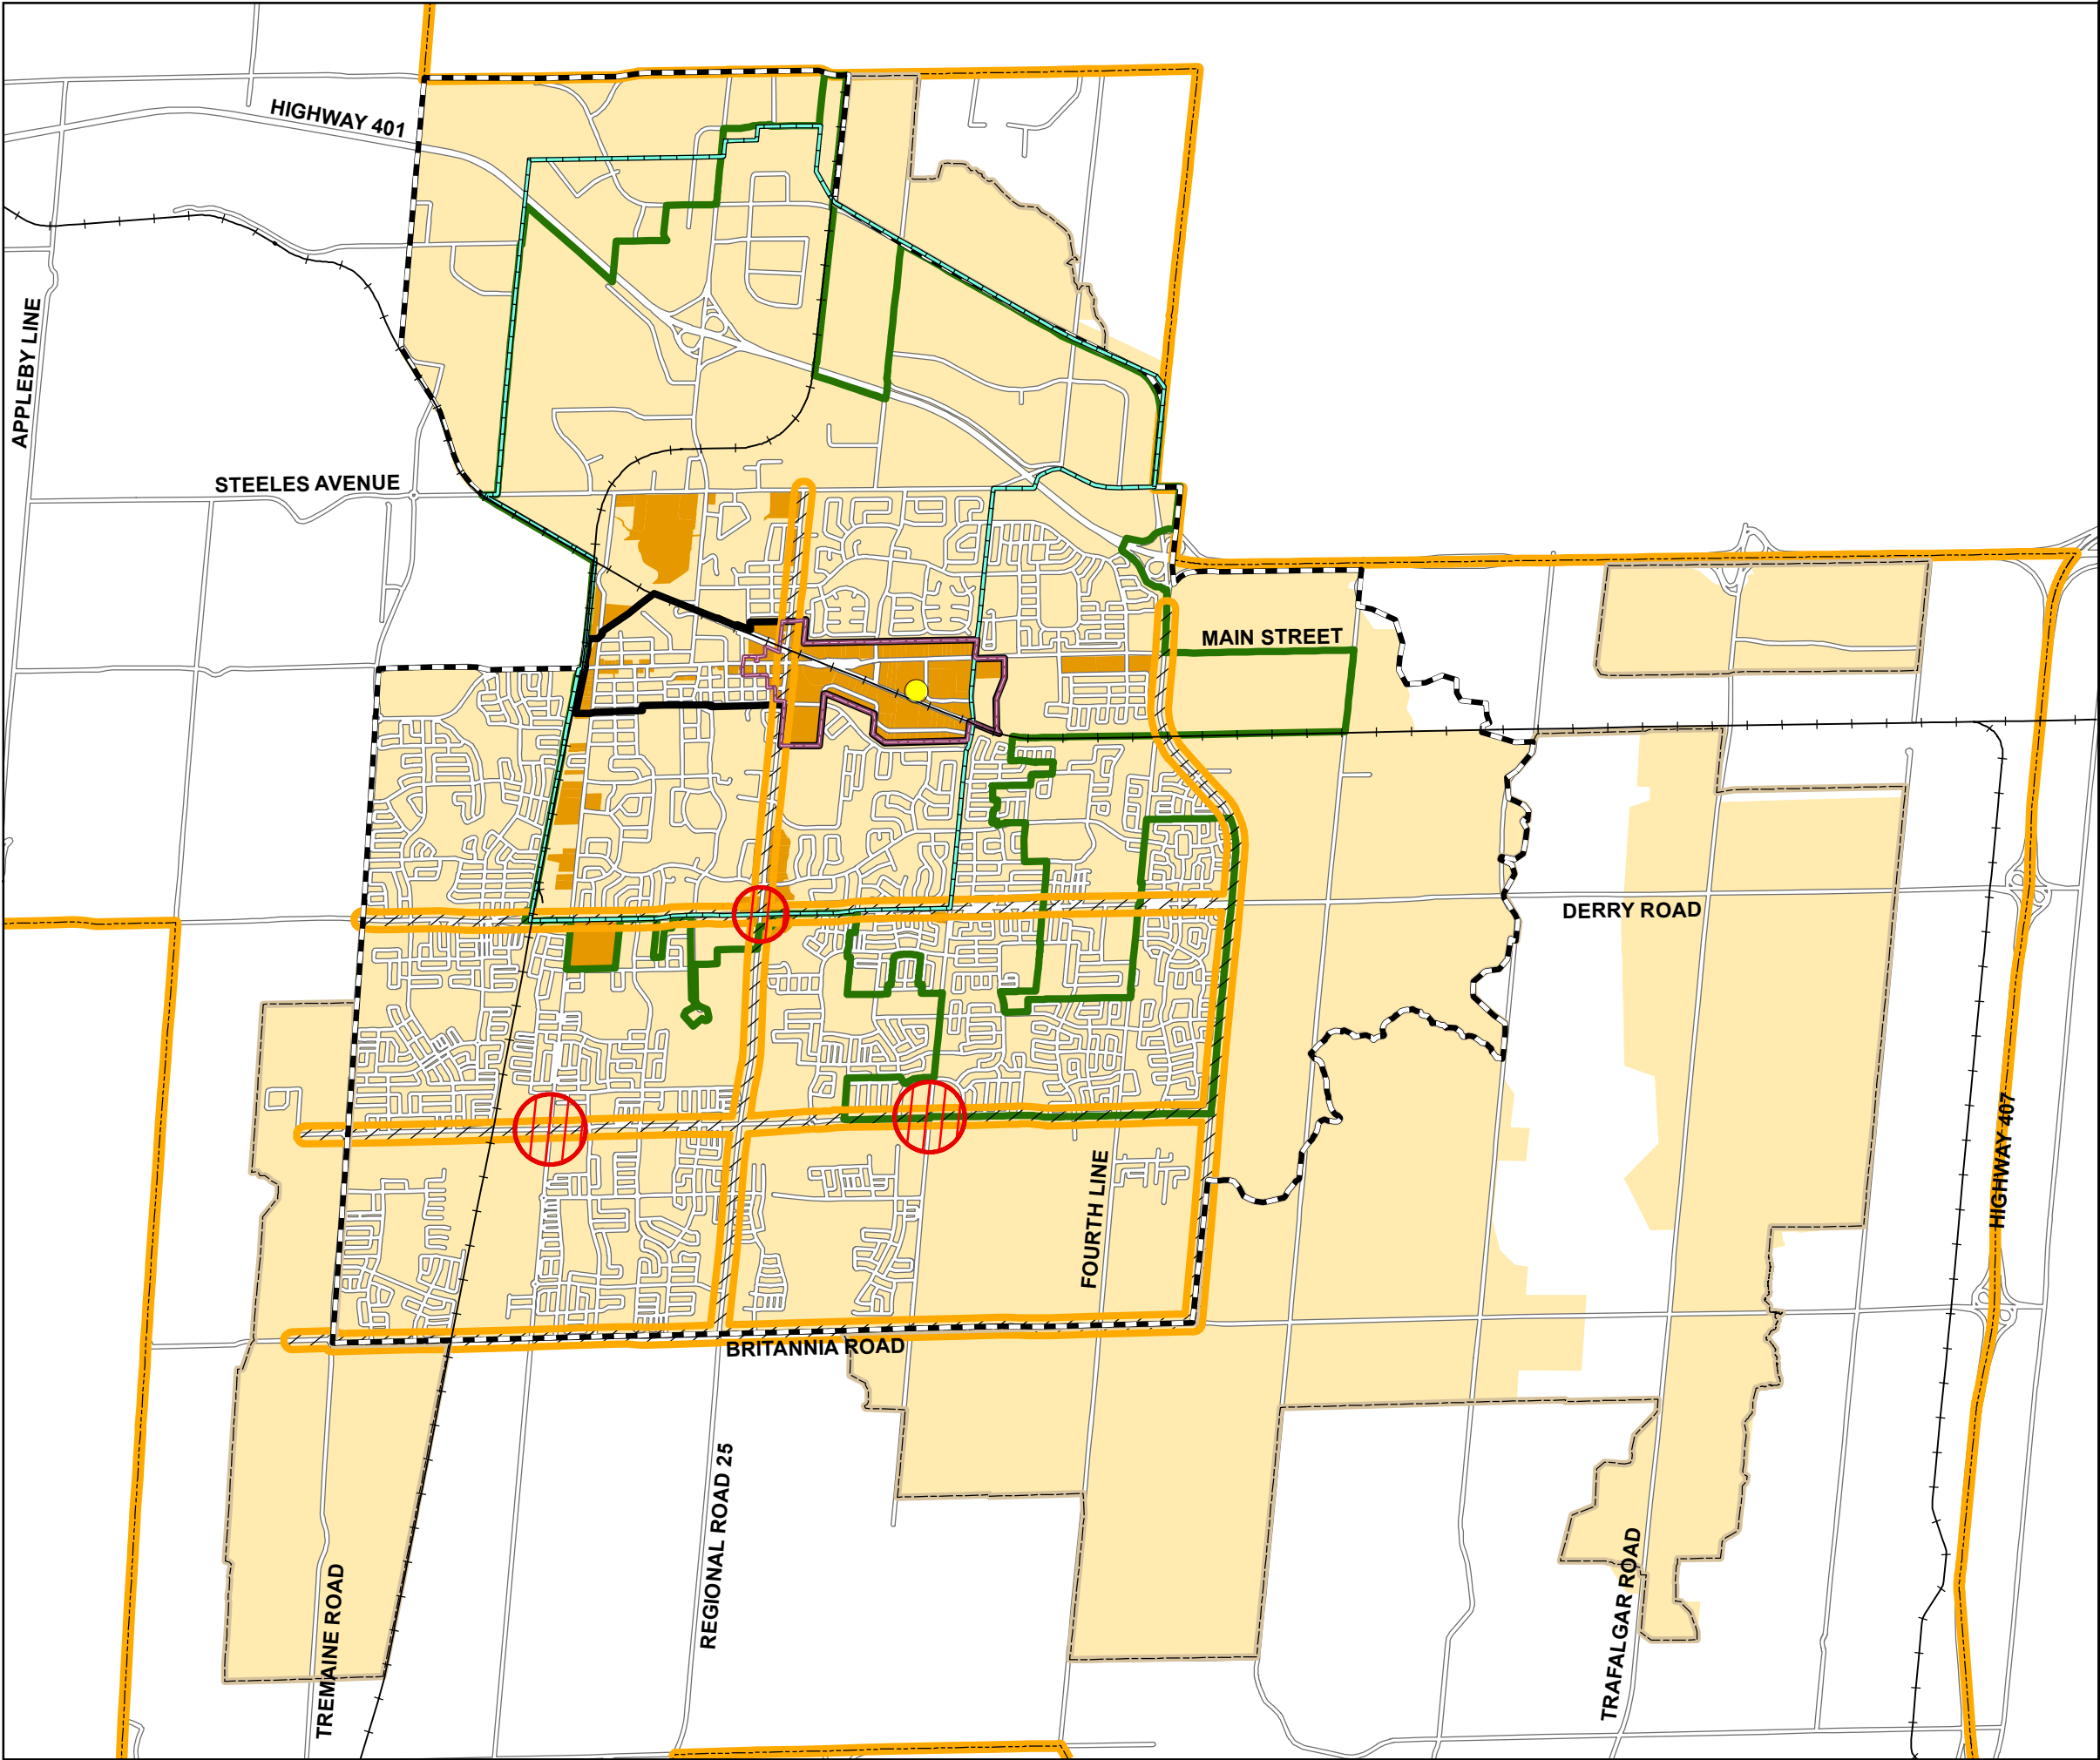 HIGHWAY 401
APPLEBY LINE
STEELES AVENUE
MAIN STREET
DERRY ROAD
HIGHWAY 407
FOURTH LINE
BRITANNIA ROAD
REGIONAL ROAD 25
TREMAINE ROAD
TRAFALGAR ROAD